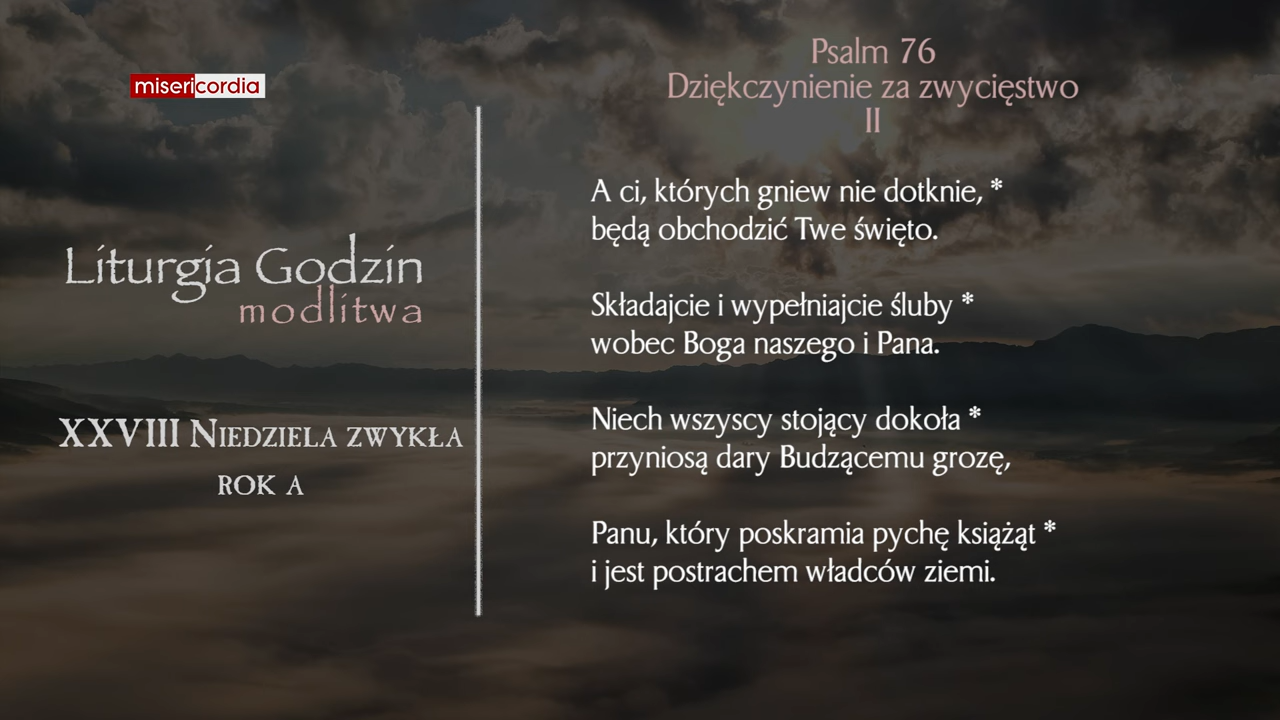 misericordia
Liturgia Godzin
modlitwa
XXVIII Niedziela zwykła
rok A
Psalm 76
Dziękczynienie za zwycięstwo
II
A ci, których gniew nie dotknie, *
będą obchodzić Twe święto.
Składajcie i wypełniajcie śluby *
wobec Boga naszego i Pana.
Niech wszyscy stojący dokoła *
przyniosą dary Budzącemu grozę,
Panu, który poskramia pychę książąt *
i jest postrachem władców ziemi.